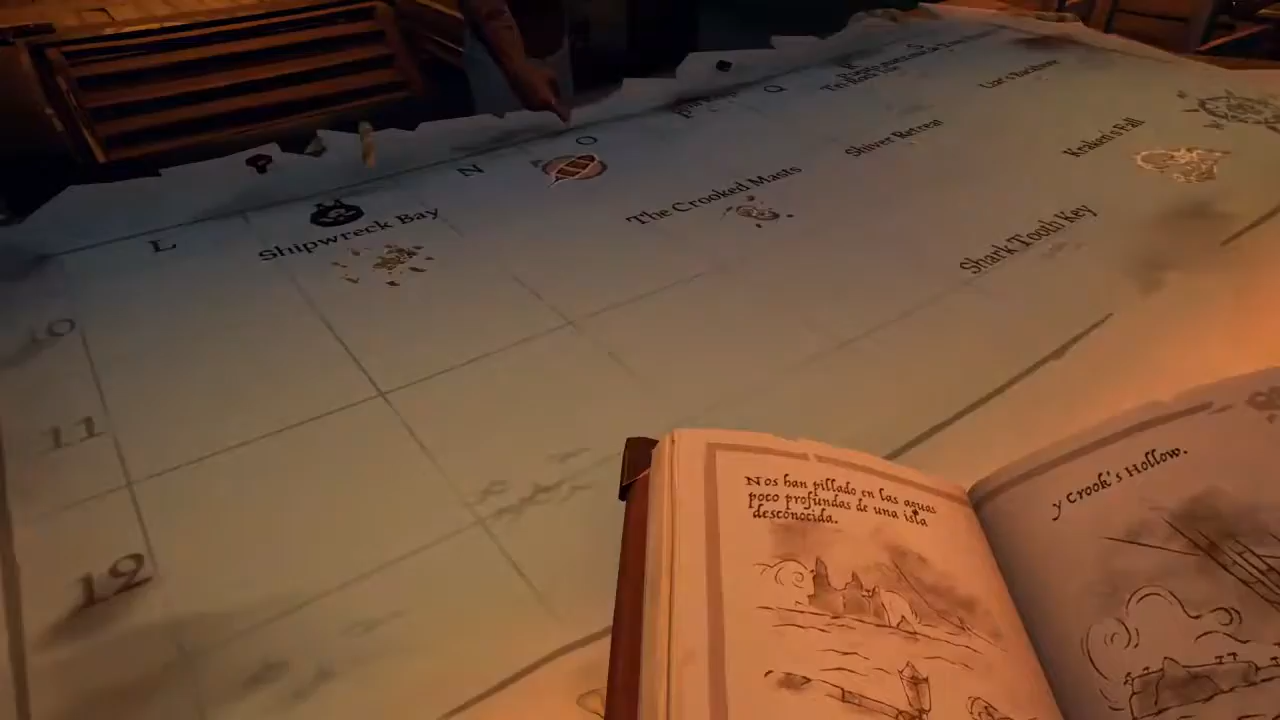 L
N
O
Q
Shipwreck Bay
The Crooked Masts
Shiver Retreat
Kraken's Fall
Shark Tooth Key
10
11
12
Nos han pillado en las aguas
poco profundas de una isla
desconocida.
y Crook's Hollow.